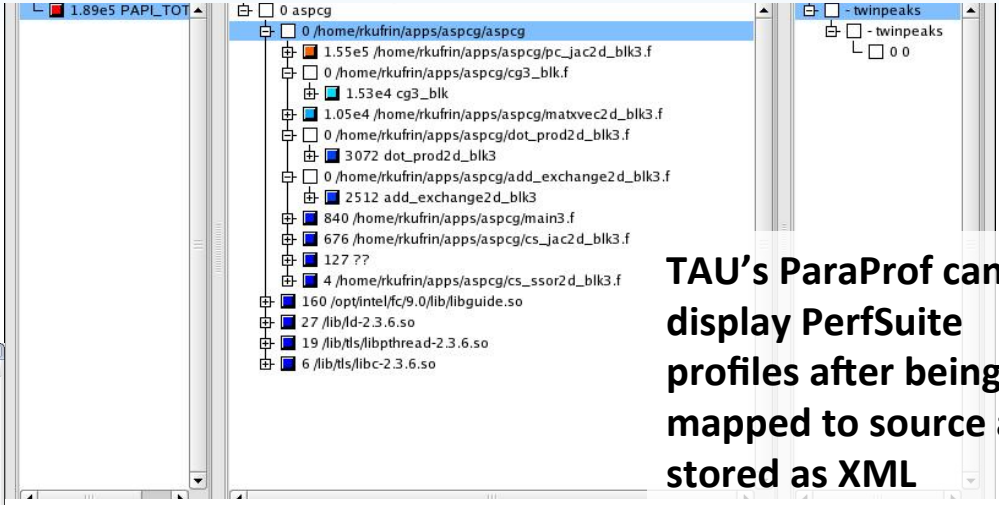 1.89e5 PAPI_TOT
0 aspcg
0 /home/rkufrin/apps/aspcg/aspcg
1.55e5 /home/rkufrin/apps/aspcg/pc_jac2d_blk3.f
0 /home/rkufrin/apps/aspcg/cg3_blk.f
1.53e4 cg3_blk
1.05e4 /home/rkufrin/apps/aspcg/matxvec2d_blk3.f
0 /home/rkufrin/apps/aspcg/dot_prod2d_blk3.f
3072 dot_prod2d_blk3
0 /home/rkufrin/apps/aspcg/add_exchange2d_blk3.f
2512 add_exchange2d_blk3
840 /home/rkufrin/apps/aspcg/main3.f
676 /home/rkufrin/apps/aspcg/cs_jac2d_blk3.f
127 ??
4 /home/rkufrin/apps/aspcg/cs_ssor2d_blk3.f
160 /opt/intel/fc/9.0/lib/libguide.so
27 /lib/ld-2.3.6.so
19 /lib/tls/libpthread-2.3.6.so
6 /lib/tls/libc-2.3.6.so
- twinpeaks
- twinpeaks
0 0
TAU's ParaProf can
display PerfSuite
profiles after being
mapped to source
stored as XML